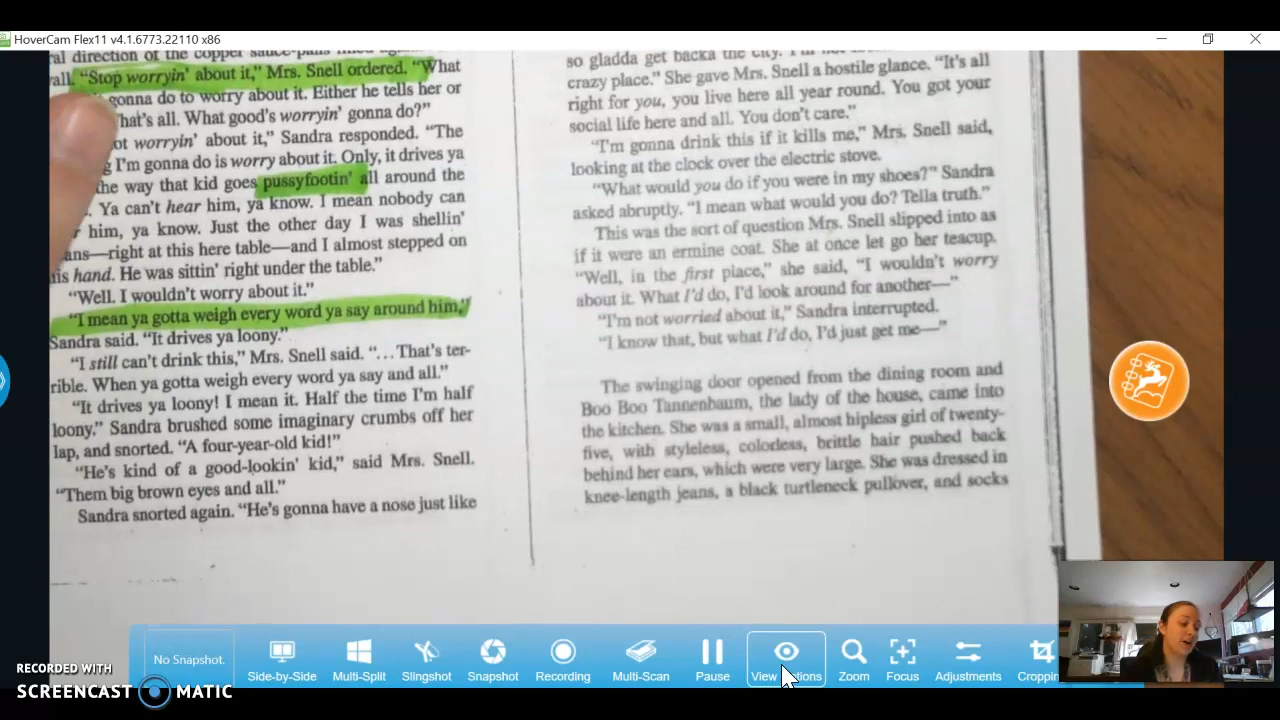 HoverCam Flex11 v4.1.6773.22110 x86
ral direction of the copper sauce-pans
all. “Stop worryin’ about it,” Mrs. Snell ordered. “What
gonna do to worry about it. Either he tells her or
hat’s all. What good’s worryin’ gonna do?”
ot worryin’ about it,” Sandra responded. “The
g I’m gonna do is worry about it. Only, it drives ya
the way that kid goes pussyfootin’ all around the
. Ya can’t hear him, ya know. I mean nobody can
r him, ya know. Just the other day I was shellin’
ans—right at this here table—and I almost stepped on
is hand. He was sittin’ right under the table.”
“Well. I wouldn’t worry about it.”
“I mean ya gotta weigh every word ya say around him,”
Sandra said. “It drives ya loony.”
“I still can’t drink this,” Mrs. Snell said. “…That’s ter-
rible. When ya gotta weigh every word ya say and all.”
“It drives ya loony! I mean it. Half the time I’m half
loony.” Sandra brushed some imaginary crumbs off her
lap, and snorted. “A four-year-old kid!”
“He’s kind of a good-lookin’ kid,” said Mrs. Snell.
“Them big brown eyes and all.”
Sandra snorted again. “He’s gonna have a nose just like
so gladda get backa the city. I’m not
crazy place.” She gave Mrs. Snell a hostile glance. “It’s all
right for you, you live here all year round. You got your
social life here and all. You don’t care.”
“I’m gonna drink this if it kills me,” Mrs. Snell said,
looking at the clock over the electric stove.
“What would you do if you were in my shoes?” Sandra
asked abruptly. “I mean what would you do? Tella truth.”
This was the sort of question Mrs. Snell slipped into as
if it were an ermine coat. She at once let go her teacup.
“Well, in the first place,” she said, “I wouldn’t worry
about it. What I’d do, I’d look around for another—”
“I’m not worried about it,” Sandra interrupted.
“I know that, but what I’d do, I’d just get me—”
The swinging door opened from the dining room and
Boo Boo Tannenbaum, the lady of the house, came into
the kitchen. She was a small, almost hipless girl of twenty-
five, with styleless, colorless, brittle hair pushed back
behind her ears, which were very large. She was dressed in
knee-length jeans, a black turtleneck pullover, and socks
No Snapshot.
Side-by-Side
Multi-Split
Slingshot
Snapshot
Recording
Multi-Scan
Pause
View tions
Zoom
Focus
Adjustments
Croppin
RECORDED WITH
SCREENCAST MATIC